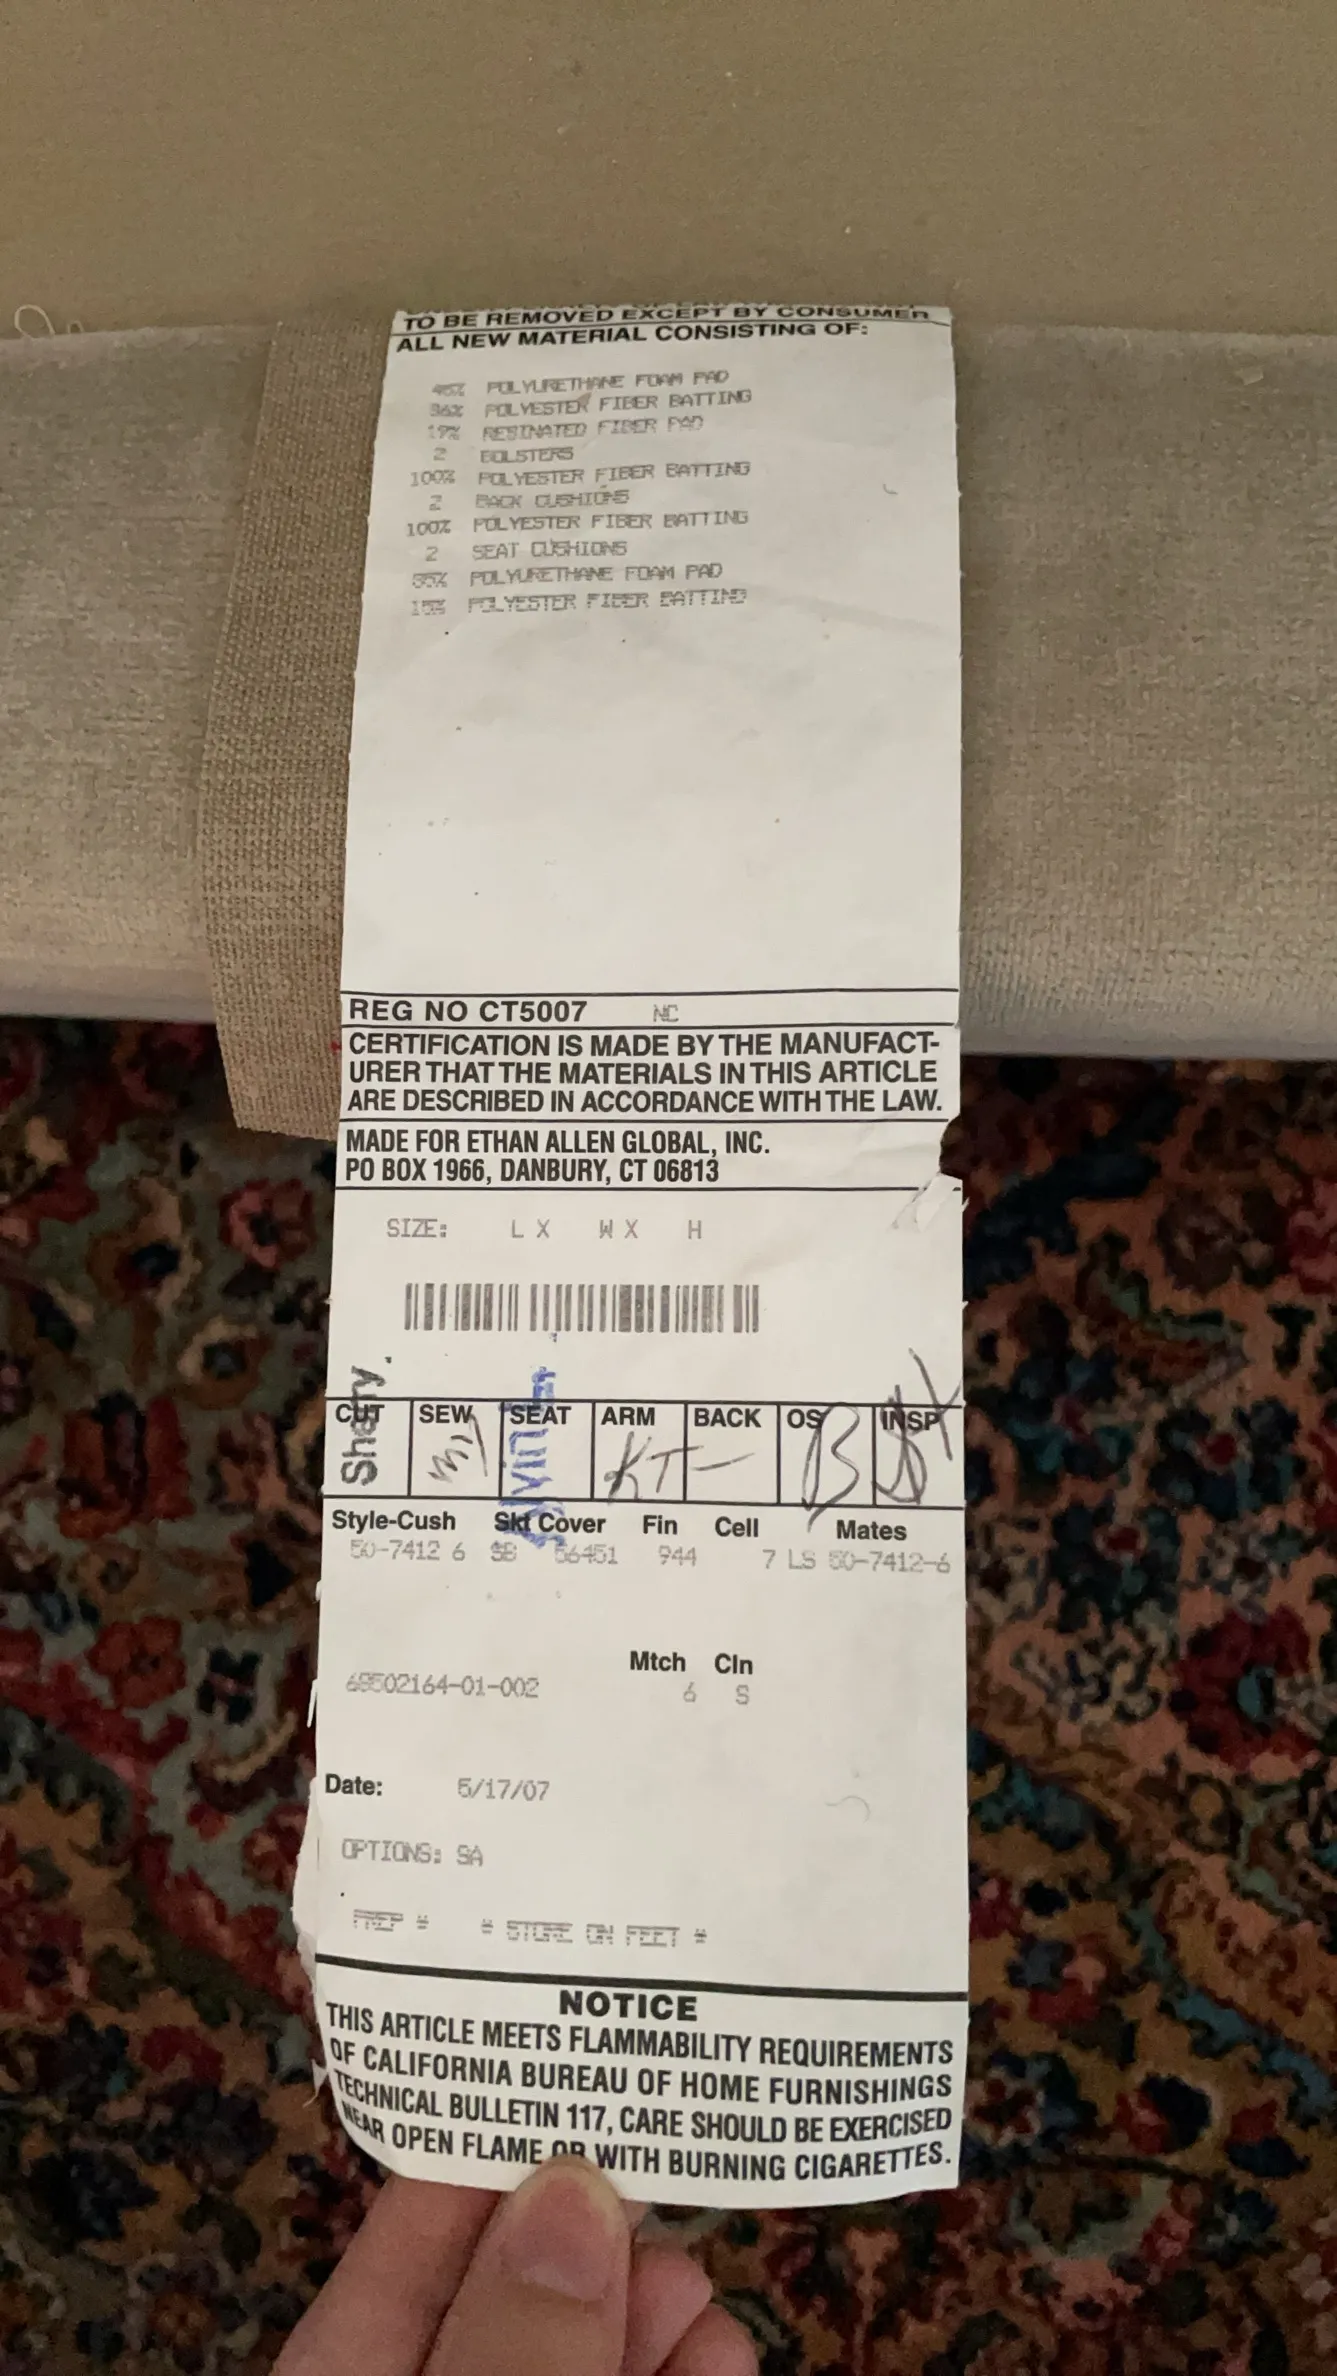 TO BE REMOVED EXCEPT BY CONSUMER
ALL NEW MATERIAL CONSISTING OF:
POLYURETHANE FOAM PAD
36% POLYESTER FIBER BATTING
19% RESINATED FIBER PAD
2 BOLSTERS
100% POLYESTER FIBER BATTING
2 BACK CUSHIONS
100% POLYESTER FIBER BATTING
2 SEAT CUSHIONS
85% POLYURETHANE FOAM PAD
15% POLYESTER FIBER BATTING
REG NO CT5007 NC
CERTIFICATION IS MADE BY THE MANUFACT-
URER THAT THE MATERIALS IN THIS ARTICLE
ARE DESCRIBED IN ACCORDANCE WITH THE LAW.
MADE FOR ETHAN ALLEN GLOBAL, INC.
PO BOX 1966, DANBURY, CT 06813
SIZE: L X W X H
Sherry.
CUT SEW SEAT ARM BACK OS INSP
KT B
Style-Cush Skt Cover Fin Cell Mates
50-7412 6 SB 56451 944 7 LS 50-7412-6
Mtch Cln
68502164-01-002 6 S
Date: 5/17/07
OPTIONS: SA
PREP # * STORE ON FEET *
NOTICE
THIS ARTICLE MEETS FLAMMABILITY REQUIREMENTS
OF CALIFORNIA BUREAU OF HOME FURNISHINGS
TECHNICAL BULLETIN 117, CARE SHOULD BE EXERCISED
NEAR OPEN FLAME OR WITH BURNING CIGARETTES.